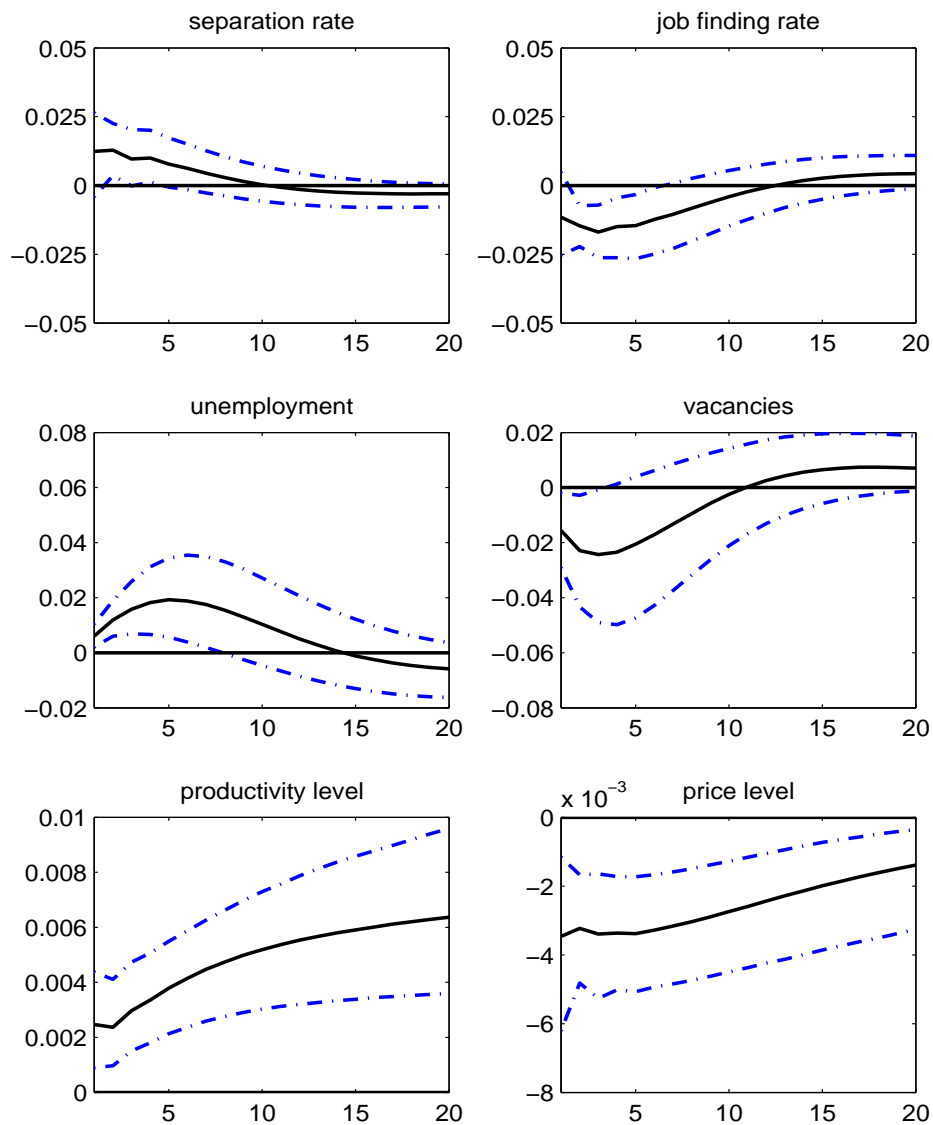 separation rate
0.05
0.025
0
−0.025
−0.05
5 10 15 20
job finding rate
0.05
0.025
0
−0.025
−0.05
5 10 15 20
unemployment
0.08
0.06
0.04
0.02
0
−0.02
5 10 15 20
vacancies
0.02
0
−0.02
−0.04
−0.06
−0.08
5 10 15 20
productivity level
0.01
0.008
0.006
0.004
0.002
0
5 10 15 20
x 10⁻³ price level
0
−2
−4
−6
−8
5 10 15 20